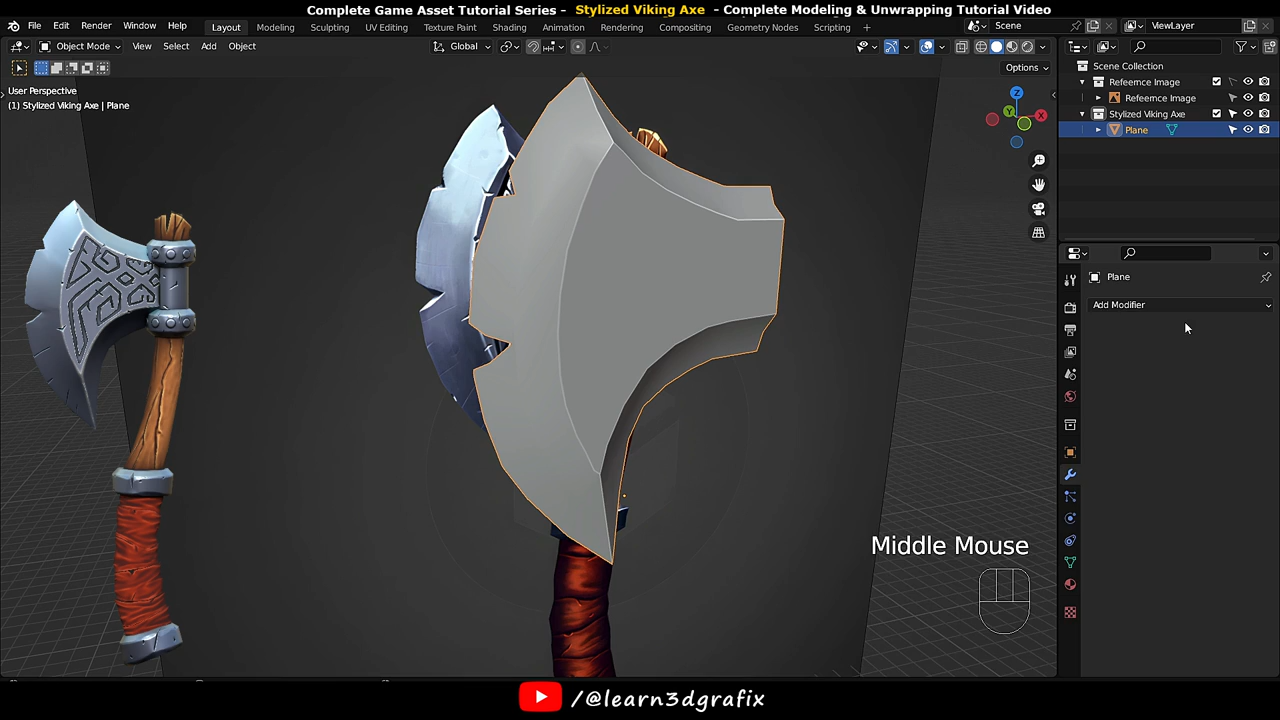 Complete Game Asset Tutorial Series - Stylized Viking Axe - Complete Modeling & Unwrapping Tutorial Video
File Edit Render Window Help Layout Modeling Sculpting UV Editing Texture Paint Shading Animation Rendering Compositing Geometry Nodes Scripting Scene ViewLayer
Object Mode View Select Add Object Global
Options
User Perspective
(1) Stylized Viking Axe | Plane
Z
Y
X
Scene Collection
Refeernce Image
Refeernce Image
Stylized Viking Axe
Plane
Plane
Add Modifier
Middle Mouse
/@learn3dgrafix